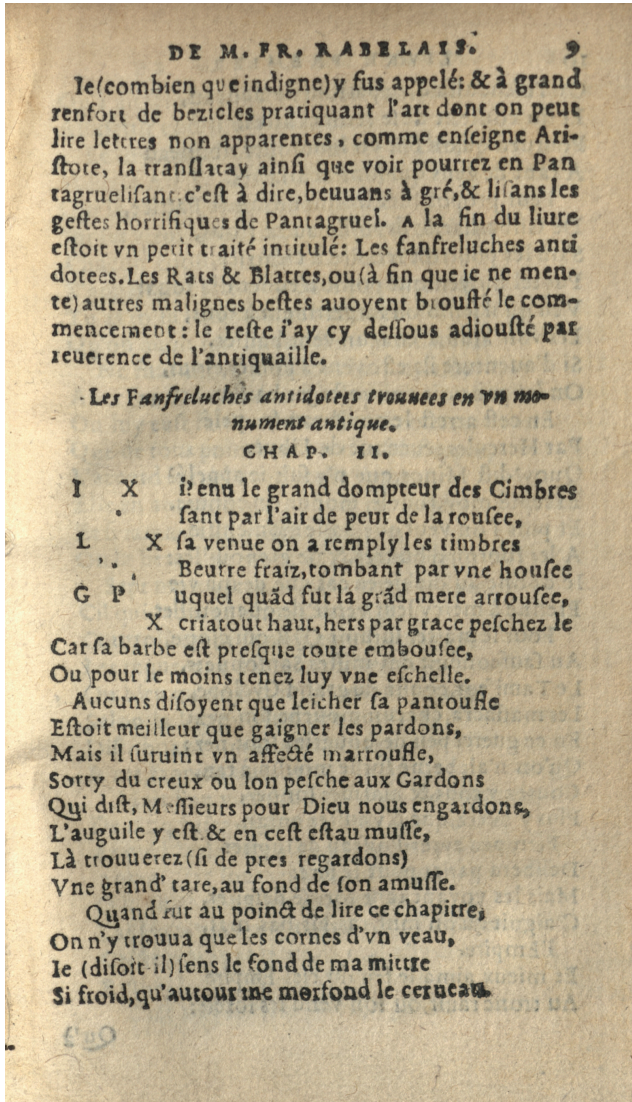 DE M. FR. RABELAIS. 9
Ie(combien que indigne)y fus appelé: & à grand
renfort de bezicles pratiquant l'art dont on peut
lire lettres non apparentes, comme enſeigne Ari-
ſtote, la tranſlatay ainſi que voir pourrez en Pan
tagrueliſant.c'eſt à dire,beuuans à gré,& liſans les
geſtes horrifiques de Pantagruel. A la fin du liure
eſtoit vn petit traité intitulé: Les fanfreluches anti
dotees.Les Rats & Blattes,ou(à fin que ie ne men-
te)autres malignes beſtes auoyent brouſté le com-
mencement: le reſte i'ay cy deſſous adiouſté par
reuerence de l'antiquaille.
Les Fanfreluches antidotees trouuees en vn mo-
nument antique.
CHAP. II.
I X i? enu le grand dompteur des Cimbres
ſant par l'air de peur de la rouſee,
L X ſa venue on a remply les timbres
Beurre fraiz,tombant par vne houſee
G P uquel quãd fut la grãd mere arrouſee,
X criatout haut,hers par grace peſchez le
Car ſa barbe eſt preſque toute embouſee,
Ou pour le moins tenez luy vne eſchelle.
Aucuns diſoyent que leicher ſa pantoufle
Eſtoit meilleur que gaigner les pardons,
Mais il ſuruint vn affecté marroufle,
Sorty du creux ou lon peſche aux Gardons
Qui diſt, Meſſieurs pour Dieu nous engardons,
L'auguile y eſt & en ceſt eſtau muſſe,
Là trouuerez(ſi de pres regardons)
Vne grand' tare,au fond de ſon amuſſe.
Quand fut au poinct de lire ce chapitre,
On n'y trouua que les cornes d'vn veau,
Ie (diſoit il)ſens le fond de ma mittre
Si froid,qu'autour me morfond le cerueau.
Qu'à